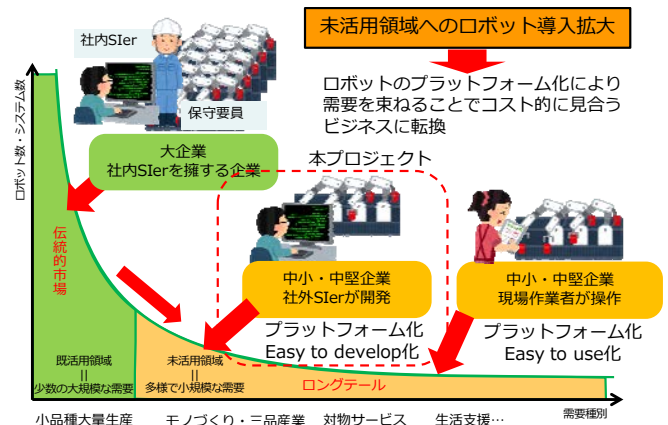 未活用領域へのロボット導入拡大
ロボットのプラットフォーム化により
需要を束ねることでコスト的に見合う
ビジネスに転換
社内SIer
保守要員
ロボット数・システム数
大企業
社内SIerを擁する企業
本プロジェクト
伝統的市場
中小・中堅企業
社外SIerが開発
中小・中堅企業
現場作業者が操作
プラットフォーム化
Easy to develop化
プラットフォーム化
Easy to use化
既活用領域
||
少数の大規模な需要
未活用領域
||
多様で小規模な需要
ロングテール
小品種大量生産
モノづくり・三品産業
対物サービス
生活支援…
需要種別